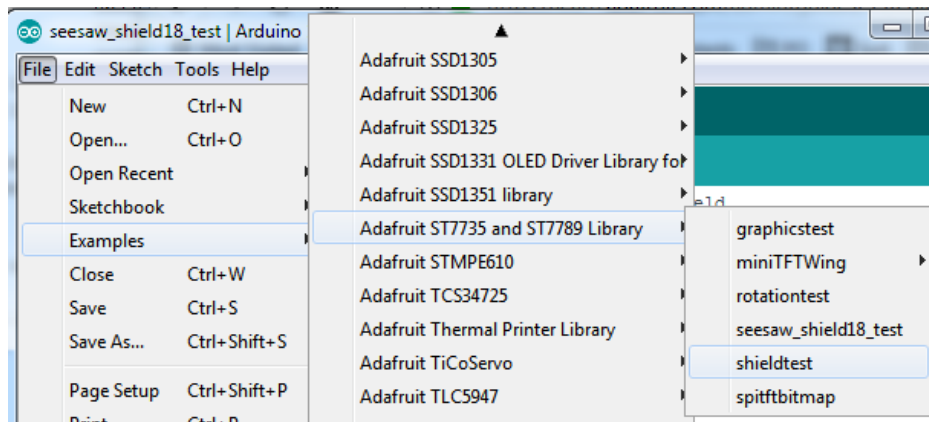 seesaw_shield18_test | Arduino
File Edit Sketch Tools Help
New Ctrl+N
Open... Ctrl+O
Open Recent
Sketchbook
Examples
Close Ctrl+W
Save Ctrl+S
Save As... Ctrl+Shift+S
Page Setup Ctrl+Shift+P
Adafruit SSD1305
Adafruit SSD1306
Adafruit SSD1325
Adafruit SSD1331 OLED Driver Library for
Adafruit SSD1351 library
Adafruit ST7735 and ST7789 Library
Adafruit STMPE610
Adafruit TCS34725
Adafruit Thermal Printer Library
Adafruit TiCoServo
Adafruit TLC5947
graphicstest
miniTFTWing
rotationtest
seesaw_shield18_test
shieldtest
spitftbitmap